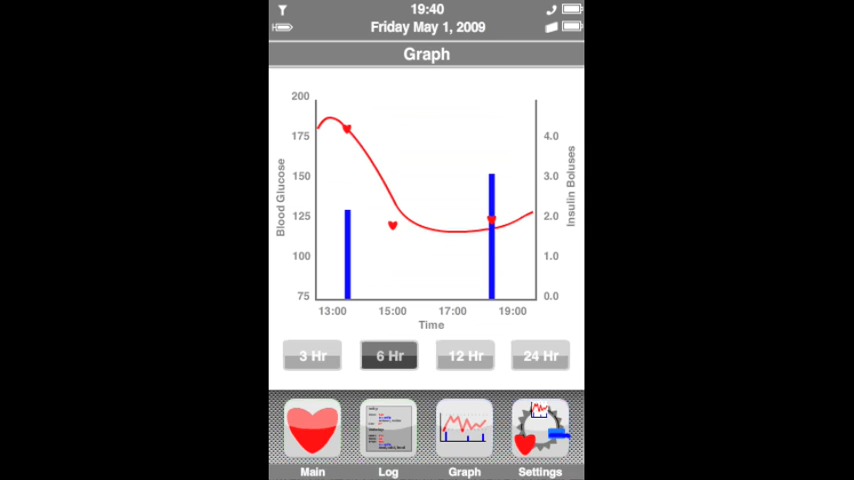 19:40
Friday May 1, 2009
Graph
200
175
150
125
100
75
Blood Glucose
4.0
3.0
2.0
1.0
0.0
Insulin Boluses
13:00 15:00 17:00 19:00
Time
3 Hr 6 Hr 12 Hr 24 Hr
Main Log Graph Settings